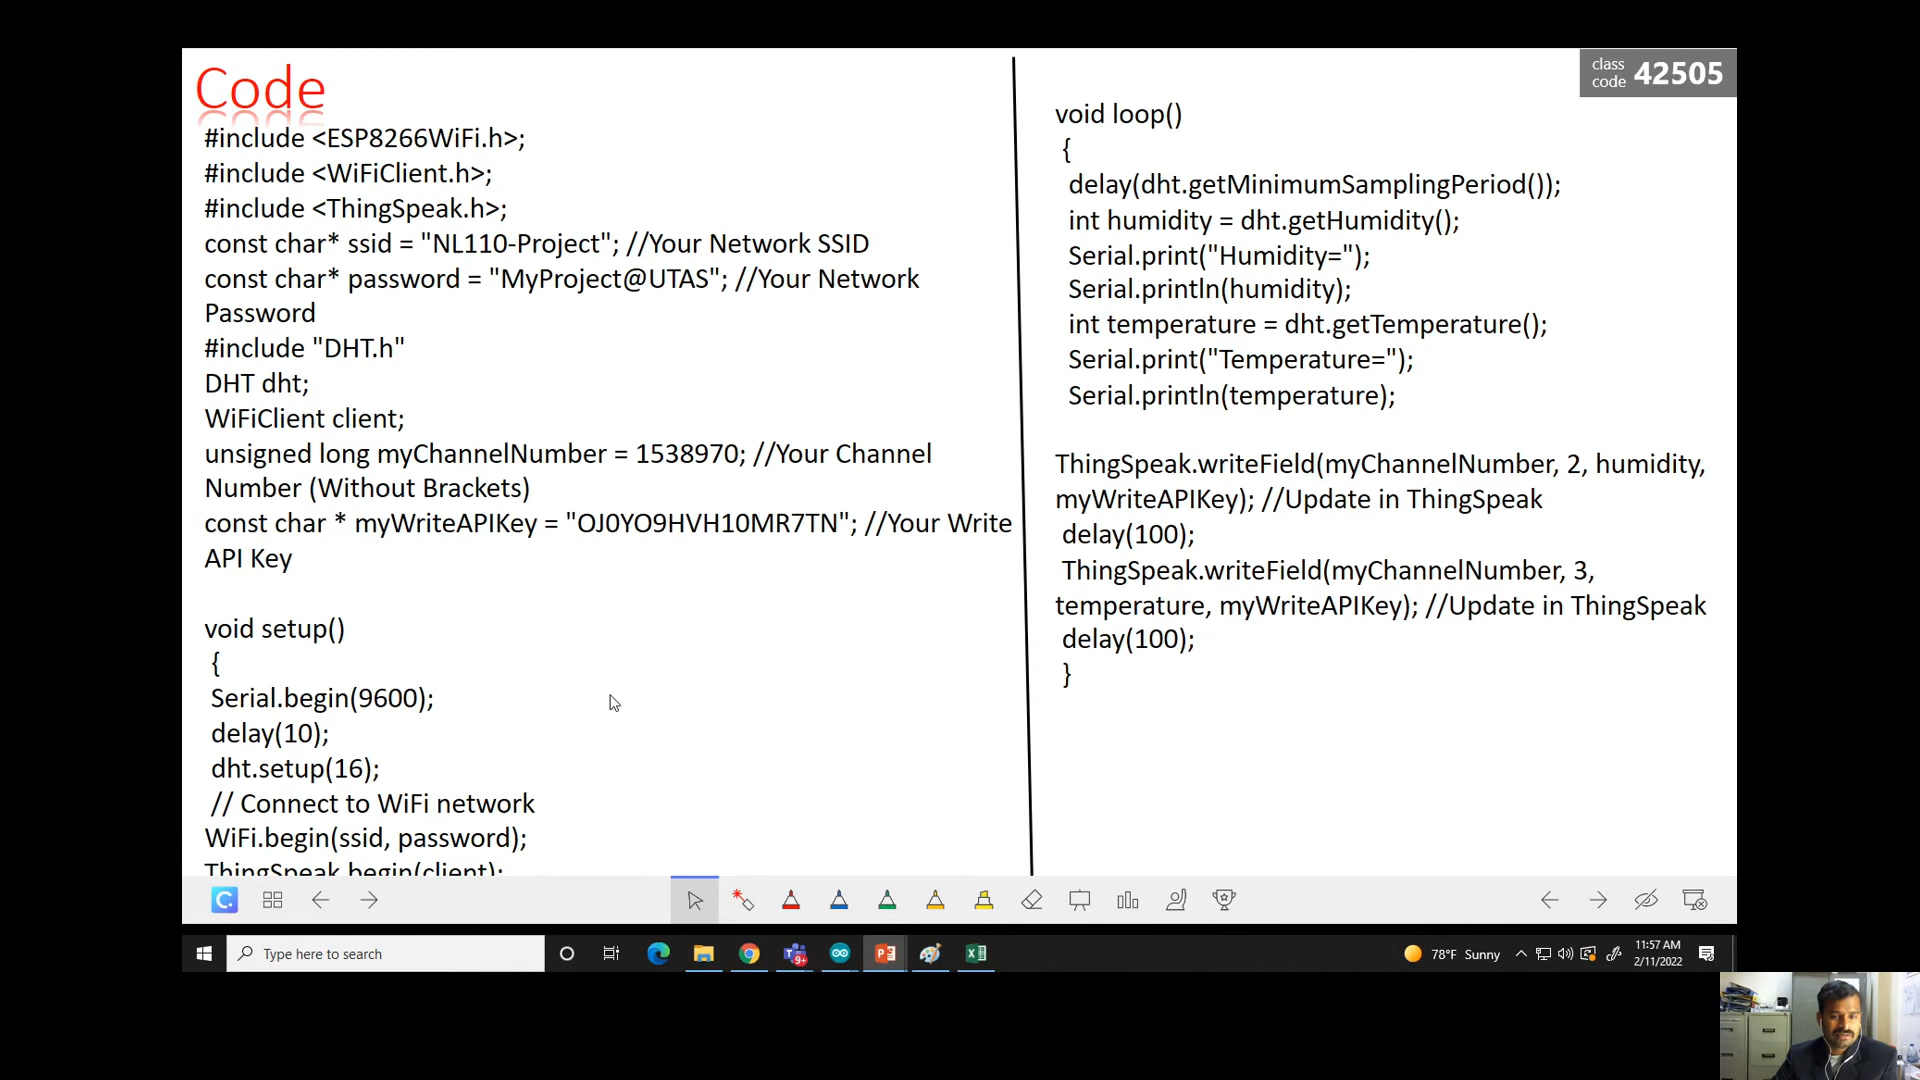 Code
#include <ESP8266WiFi.h>;
#include <WiFiClient.h>;
#include <ThingSpeak.h>;
const char* ssid = "NL110-Project"; //Your Network SSID
const char* password = "MyProject@UTAS"; //Your Network
Password
#include "DHT.h"
DHT dht;
WiFiClient client;
unsigned long myChannelNumber = 1538970; //Your Channel
Number (Without Brackets)
const char * myWriteAPIKey = "OJ0YO9HVH10MR7TN"; //Your Write
API Key
void setup()
{
Serial.begin(9600);
delay(10);
dht.setup(16);
// Connect to WiFi network
WiFi.begin(ssid, password);
ThingSpeak.begin(client);
class
code 42505
void loop()
{
delay(dht.getMinimumSamplingPeriod());
int humidity = dht.getHumidity();
Serial.print("Humidity=");
Serial.println(humidity);
int temperature = dht.getTemperature();
Serial.print("Temperature=");
Serial.println(temperature);
ThingSpeak.writeField(myChannelNumber, 2, humidity,
myWriteAPIKey); //Update in ThingSpeak
delay(100);
ThingSpeak.writeField(myChannelNumber, 3,
temperature, myWriteAPIKey); //Update in ThingSpeak
delay(100);
}
Type here to search
9+
78°F Sunny
11:57 AM
2/11/2022